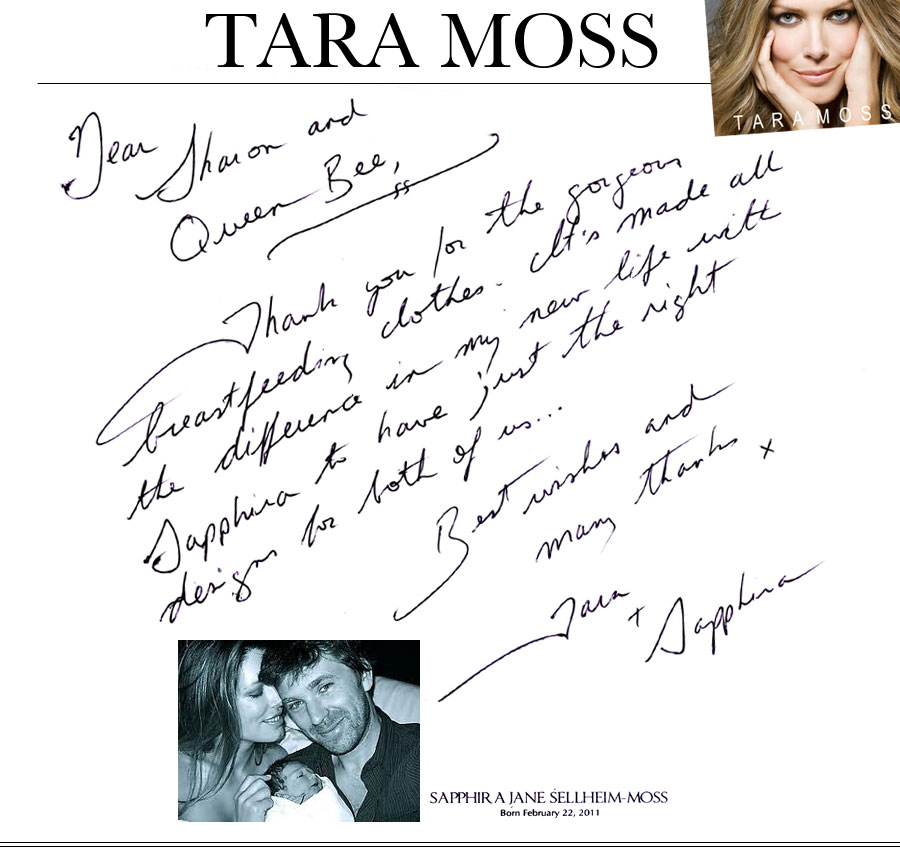 TARA MOSS
TARA MOSS
Dear Sharon and
Queen Bee,
Thank you for the gorgeous
breastfeeding clothes. It's made all
the difference in my new life with
Sapphira to have just the right
designs for both of us...
Best wishes and
many thanks x
Tara + Sapphira
SAPPHIRA JANE SELLHEIM-MOSS
Born February 22, 2011